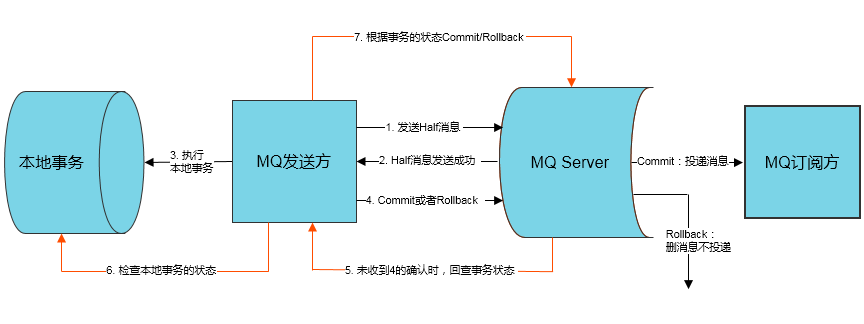 7. 根据事务的状态Commit/Rollback
本地事务
3. 执行
本地事务
MQ发送方
1. 发送Half消息
2. Half消息发送成功
4. Commit或者Rollback
MQ Server
Commit：投递消息
MQ订阅方
Rollback：
删消息不投递
6. 检查本地事务的状态
5. 未收到4的确认时，回查事务状态